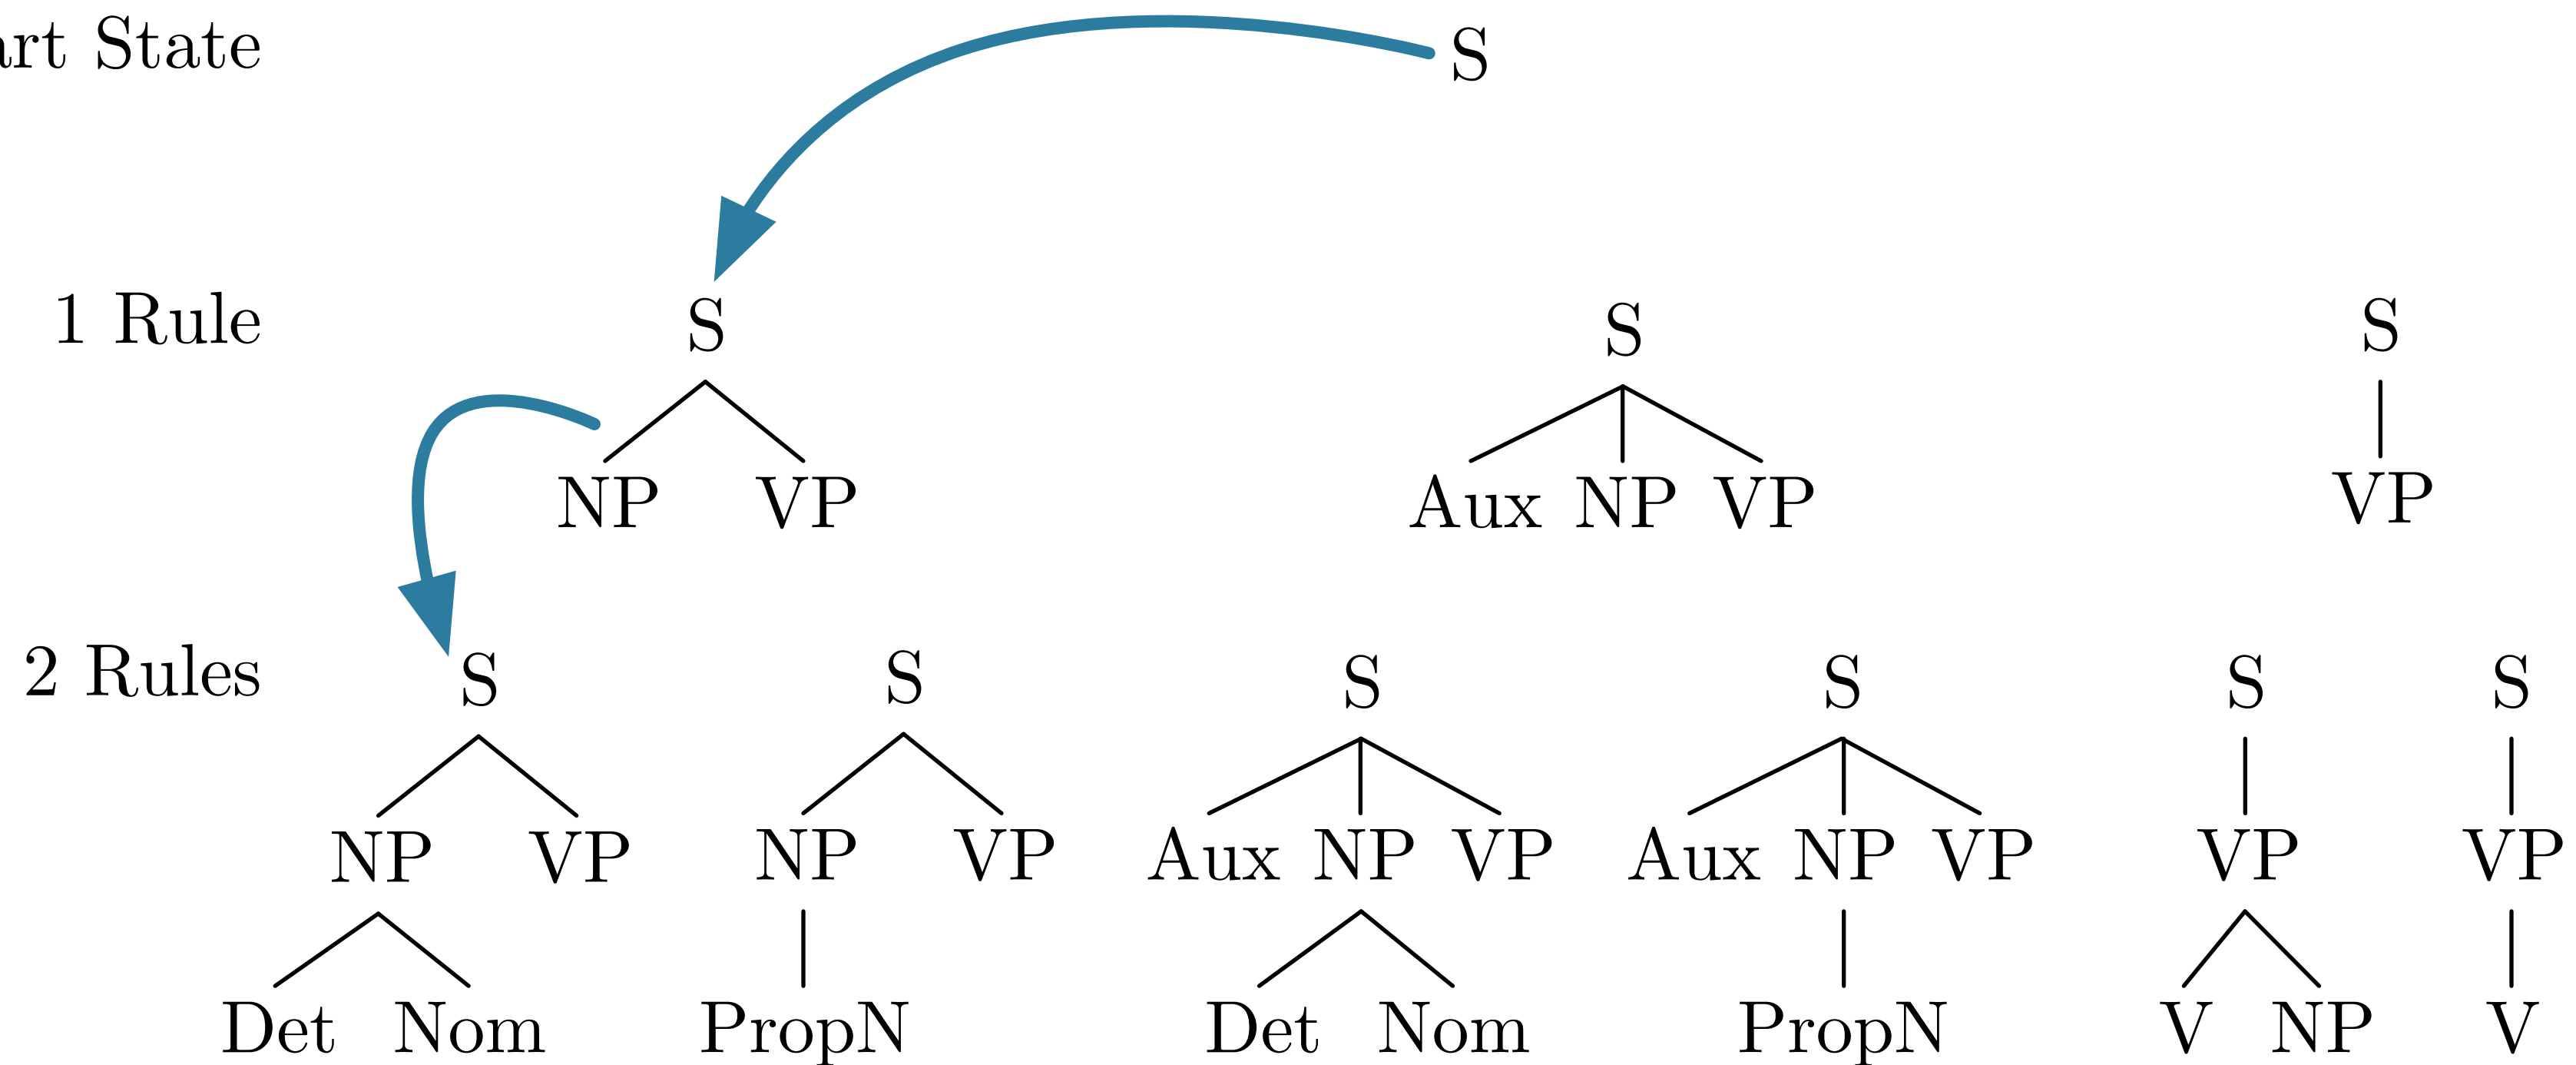 art State S
1 Rule S S S
NP VP Aux NP VP VP
2 Rules S S S S S S
NP VP NP VP Aux NP VP Aux NP VP VP VP
Det Nom PropN Det Nom PropN V NP V